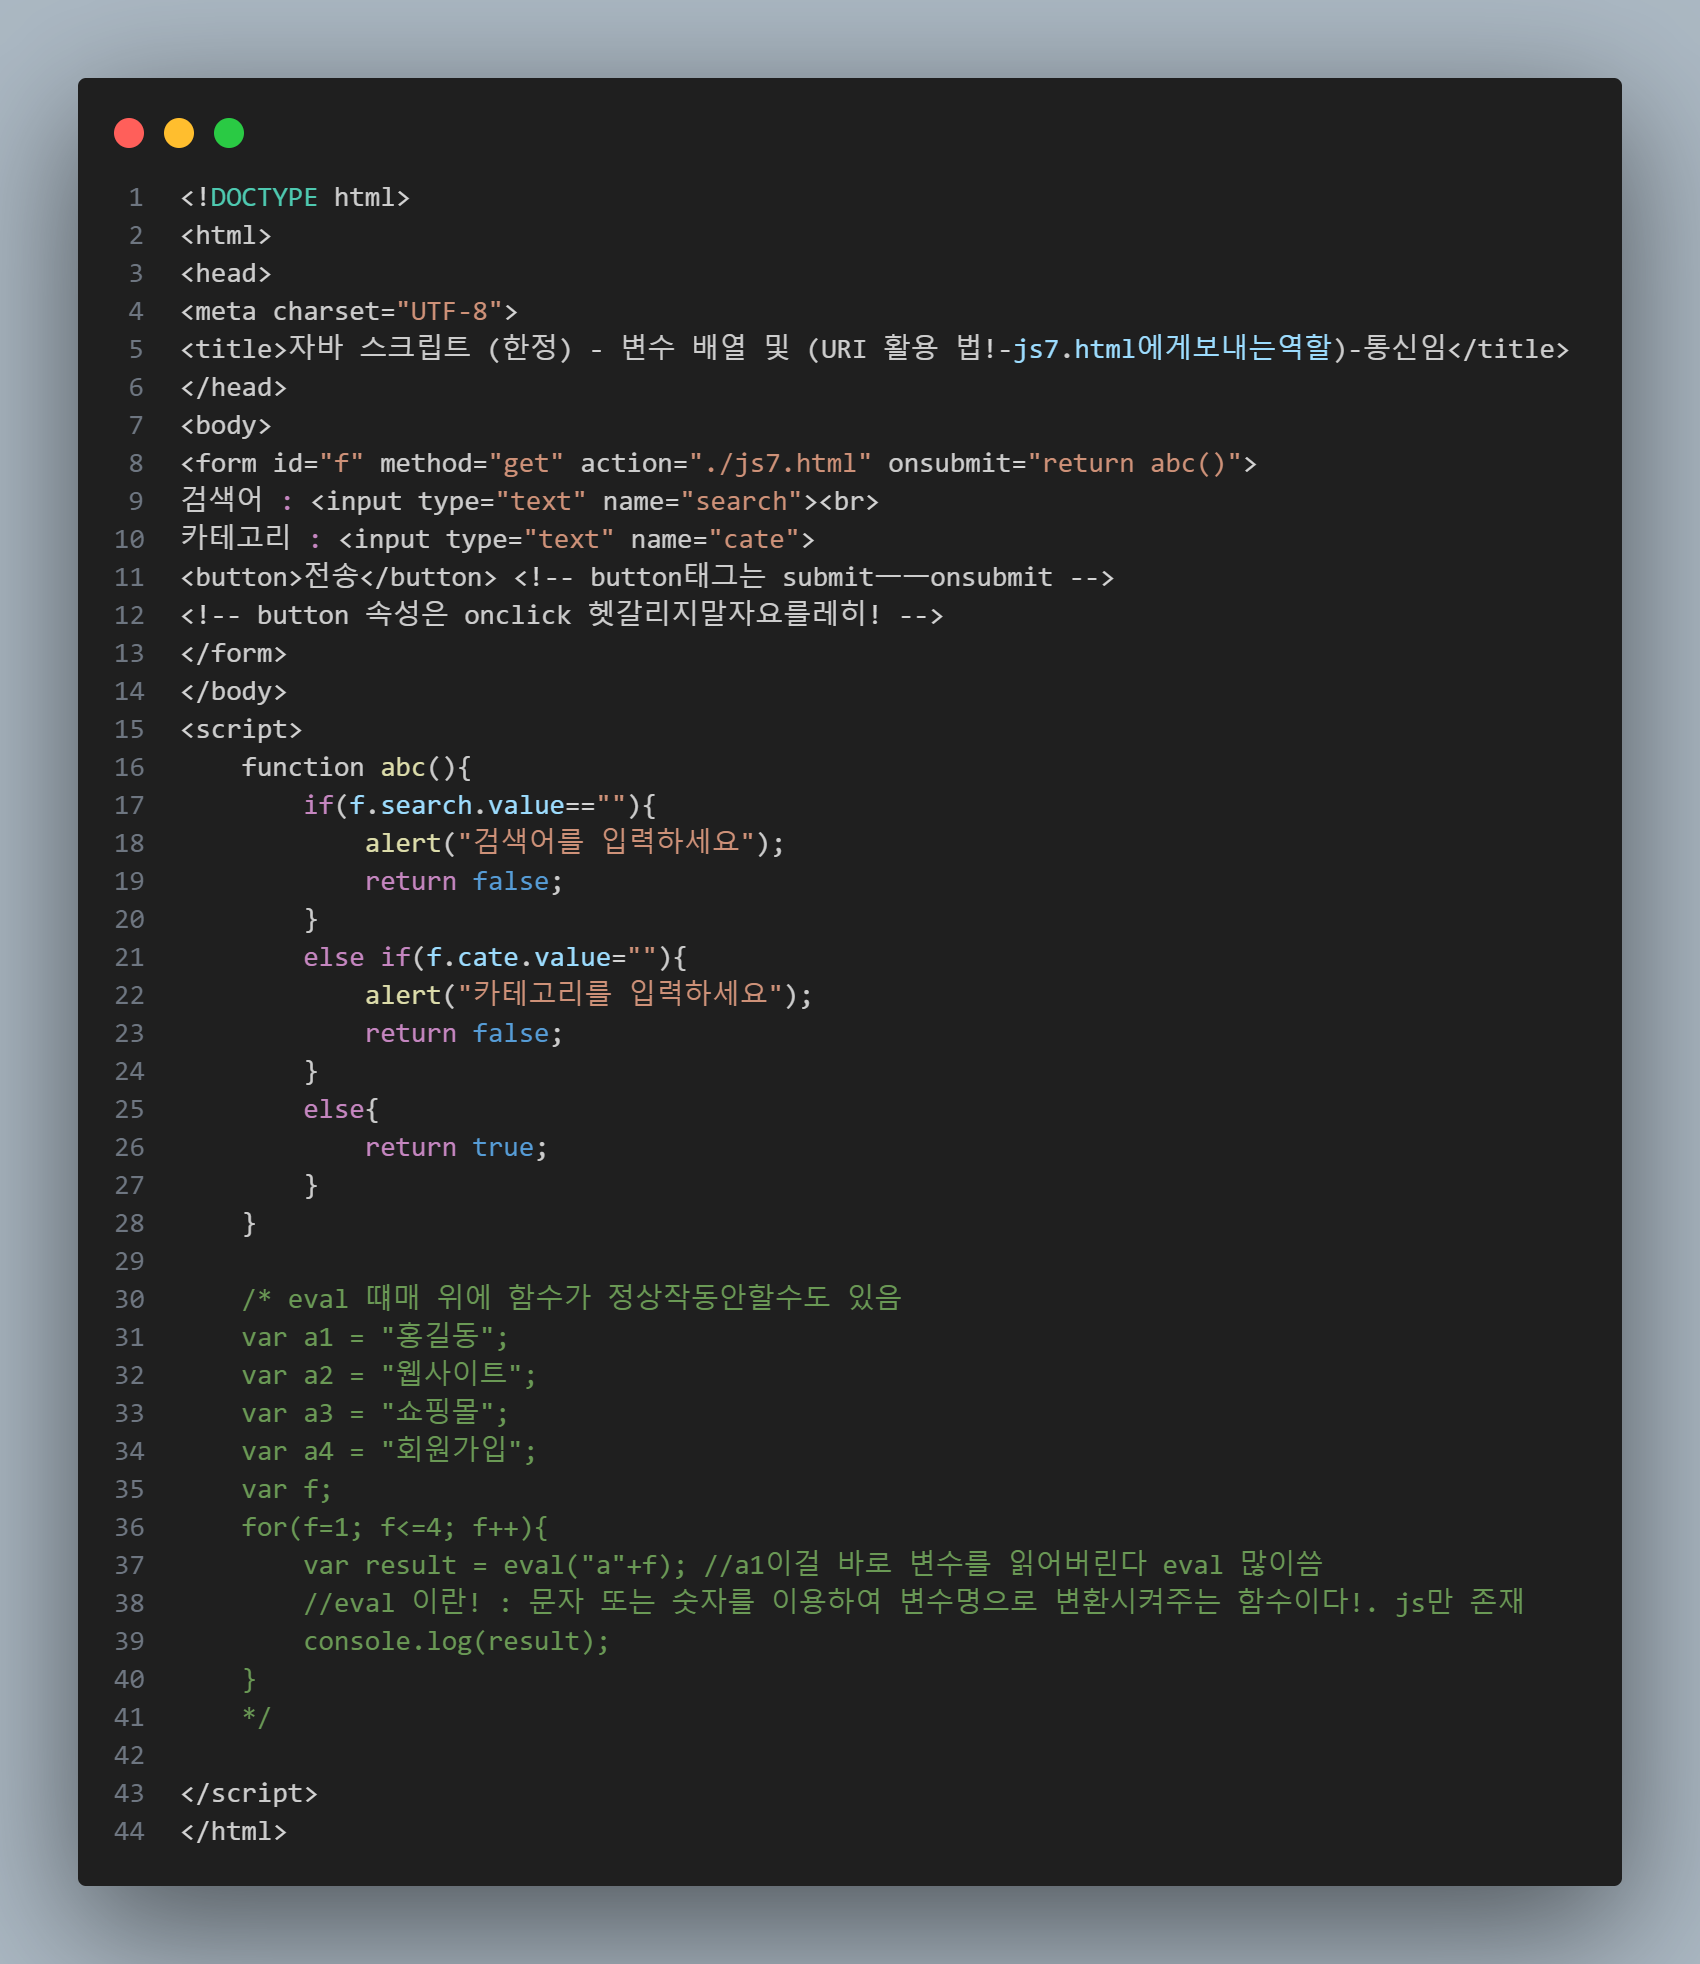 1 <!DOCTYPE html>
2 <html>
3 <head>
4 <meta charset="UTF-8">
5 <title>자바 스크립트 (한정) - 변수 배열 및 (URI 활용 법!-js7.html에게보내는역할)-통신임</title>
6 </head>
7 <body>
8 <form id="f" method="get" action="./js7.html" onsubmit="return abc()">
9 검색어 : <input type="text" name="search"><br>
10 카테고리 : <input type="text" name="cate">
11 <button>전송</button> <!-- button태그는 submitㅡㅡonsubmit -->
12 <!-- button 속성은 onclick 헷갈리지말자요를레히! -->
13 </form>
14 </body>
15 <script>
16     function abc(){
17         if(f.search.value==""){
18             alert("검색어를 입력하세요");
19             return false;
20         }
21         else if(f.cate.value=""){
22             alert("카테고리를 입력하세요");
23             return false;
24         }
25         else{
26             return true;
27         }
28     }
29
30     /* eval 떄매 위에 함수가 정상작동안할수도 있음
31     var a1 = "홍길동";
32     var a2 = "웹사이트";
33     var a3 = "쇼핑몰";
34     var a4 = "회원가입";
35     var f;
36     for(f=1; f<=4; f++){
37         var result = eval("a"+f); //a1이걸 바로 변수를 읽어버린다 eval 많이씀
38         //eval 이란! : 문자 또는 숫자를 이용하여 변수명으로 변환시켜주는 함수이다!. js만 존재
39         console.log(result);
40     }
41     */
42
43 </script>
44 </html>